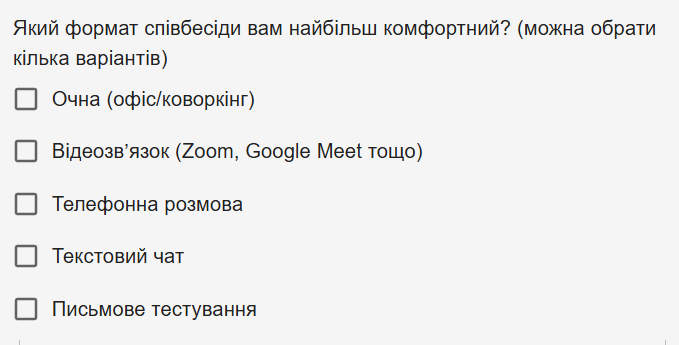 Який формат співбесіди вам найбільш комфортний? (можна обрати
кілька варіантів)
Очна (офіс/коворкінг)
Відеозв’язок (Zoom, Google Meet тощо)
Телефонна розмова
Текстовий чат
Письмове тестування